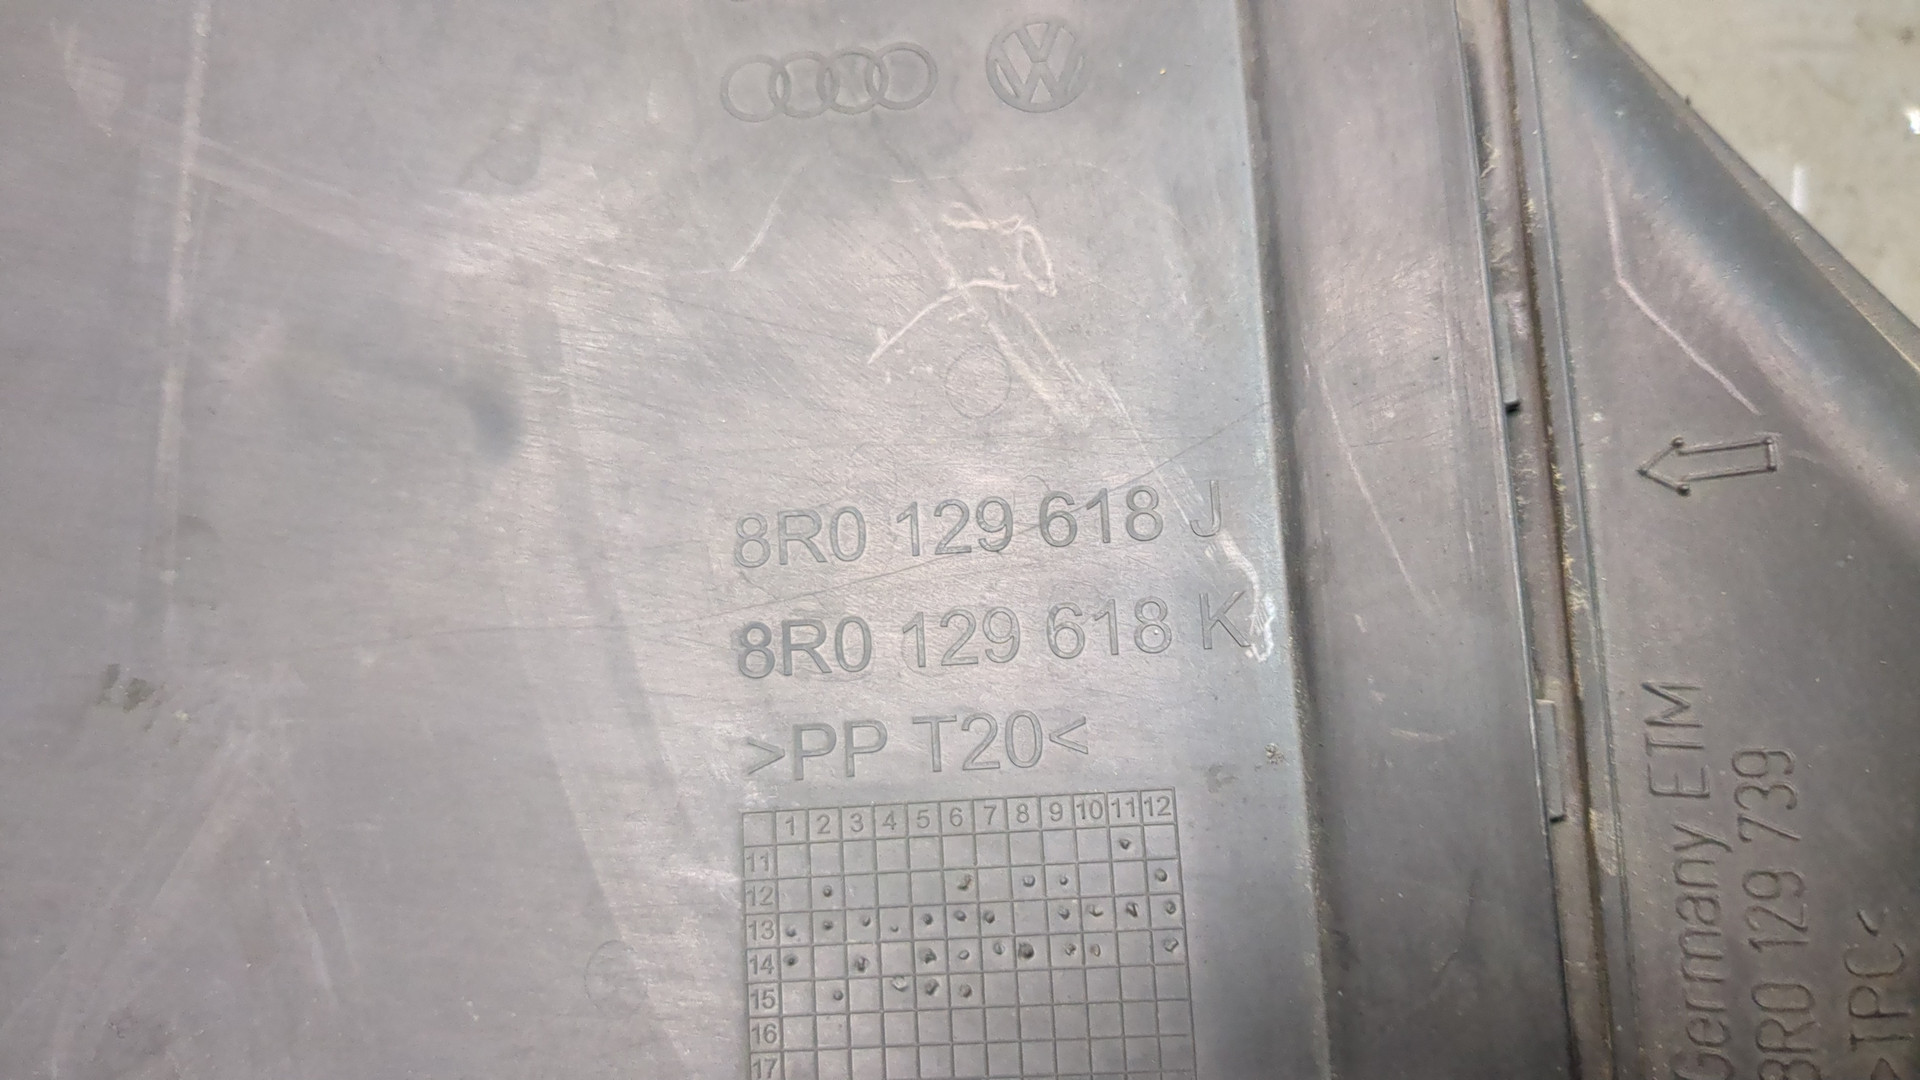 8R0 129 618 J
8R0 129 618 K
>PP T20<
1 2 3 4 5 6 7 8 9 10 11 12
11
12
13
14
15
16
17
Germany ETM
8R0 129 739
>TPC<